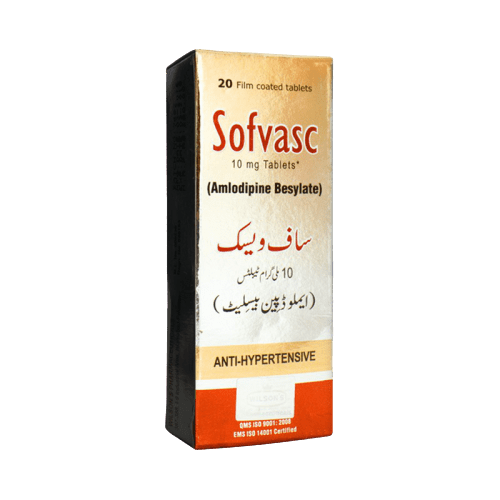 20 Film coated tablets
Sofvasc
10 mg Tablets*
(Amlodipine Besylate)
ساف ویسک
10 ملی گرام ٹیبلٹس
(ایملوڈپین بیسلیٹ)
ANTI-HYPERTENSIVE
QMS ISO 9001: 2008
EMS ISO 14001 Certified